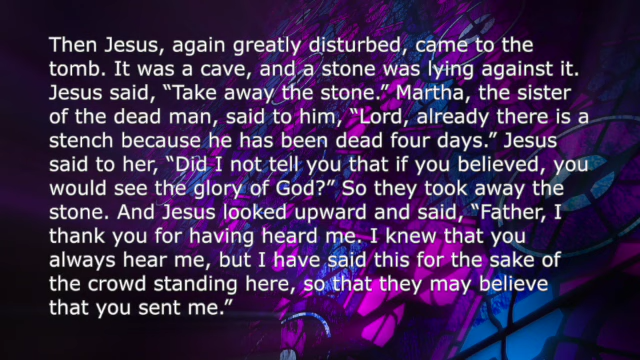 Then Jesus, again greatly disturbed, came to the
tomb. It was a cave, and a stone was lying against it.
Jesus said, “Take away the stone.” Martha, the sister
of the dead man, said to him, “Lord, already there is a
stench because he has been dead four days.” Jesus
said to her, “Did I not tell you that if you believed, you
would see the glory of God?” So they took away the
stone. And Jesus looked upward and said, “Father, I
thank you for having heard me. I knew that you
always hear me, but I have said this for the sake of
the crowd standing here, so that they may believe
that you sent me.”